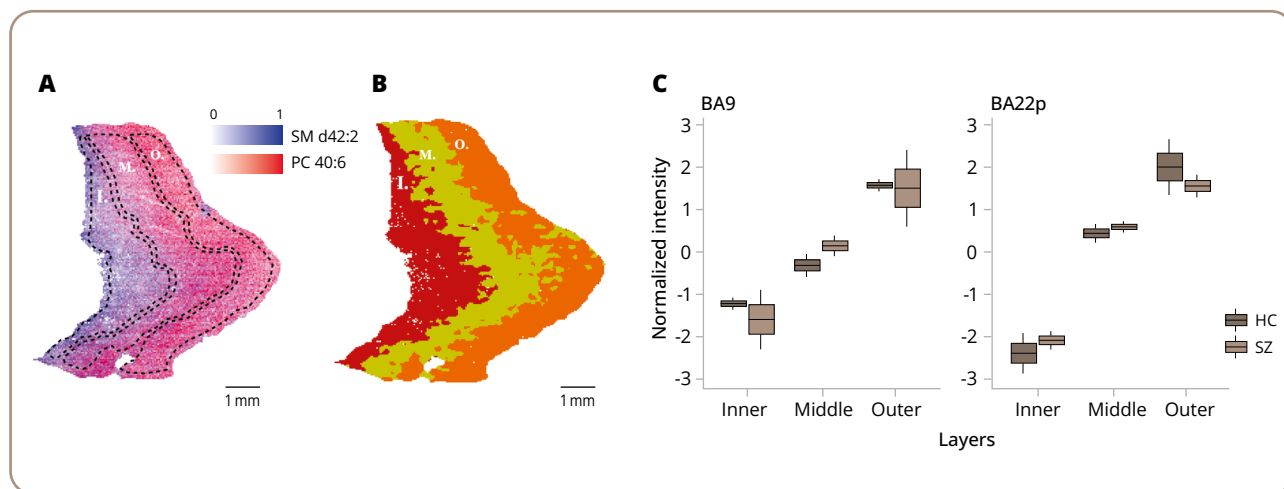 A
0 1
SM d42:2
PC 40:6
I.
M.
O.
1 mm
B
I.
M.
O.
1 mm
C
BA9
Normalized intensity
3
2
1
0
-1
-2
-3
Inner Middle Outer
BA22p
3
2
1
0
-1
-2
-3
Inner Middle Outer
Layers
HC
SZ